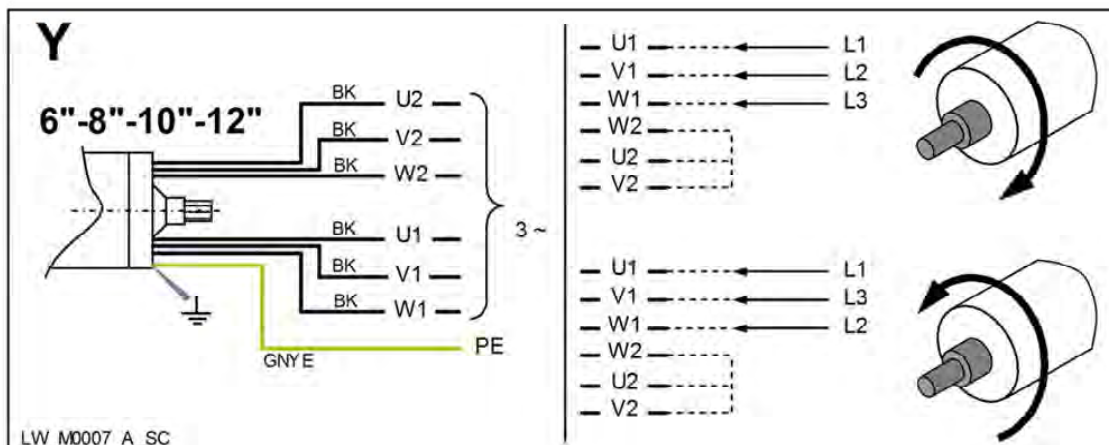 Y
6"-8"-10"-12"
BK U2
BK V2
BK W2
BK U1
BK V1
BK W1
3 ~
GNYE
PE
LW M0007 A SC
U1 L1
V1 L2
W1 L3
W2
U2
V2
U1 L1
V1 L3
W1 L2
W2
U2
V2